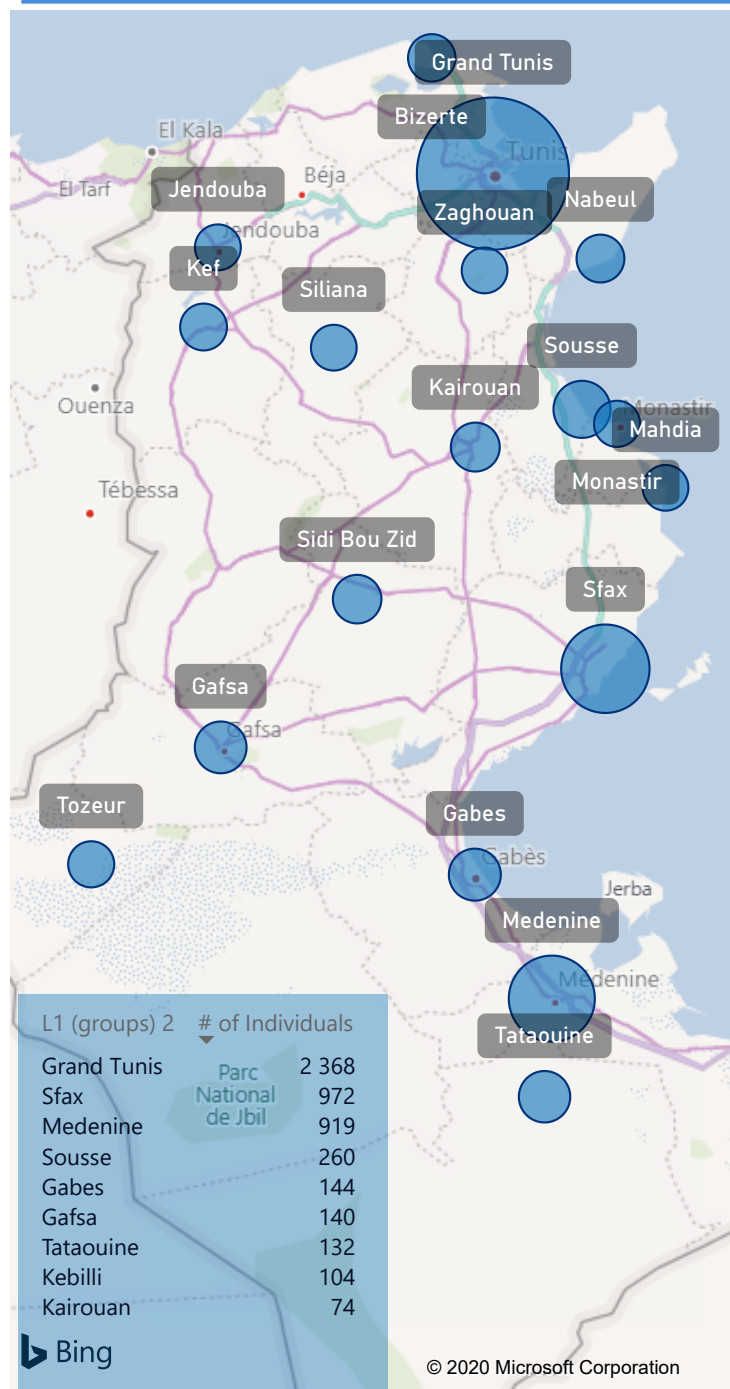 Grand Tunis
Bizerte
El Kala
Tunis
El Tarf
Jendouba
Béja
Nabeul
Zaghouan
Jendouba
Kef
Siliana
Sousse
Kairouan
Ouenza
Monastir
Mahdia
Monastir
Tébessa
Sidi Bou Zid
Sfax
Gafsa
Gafsa
Tozeur
Gabes
Gabès
Jerba
Medenine
Médenine
Tataouine
L1 (groups) 2 # of Individuals
Grand Tunis 2 368
Sfax 972
Medenine 919
Sousse 260
Gabes 144
Gafsa 140
Tataouine 132
Kebilli 104
Kairouan 74
Parc
National
de Jbil
Bing
© 2020 Microsoft Corporation